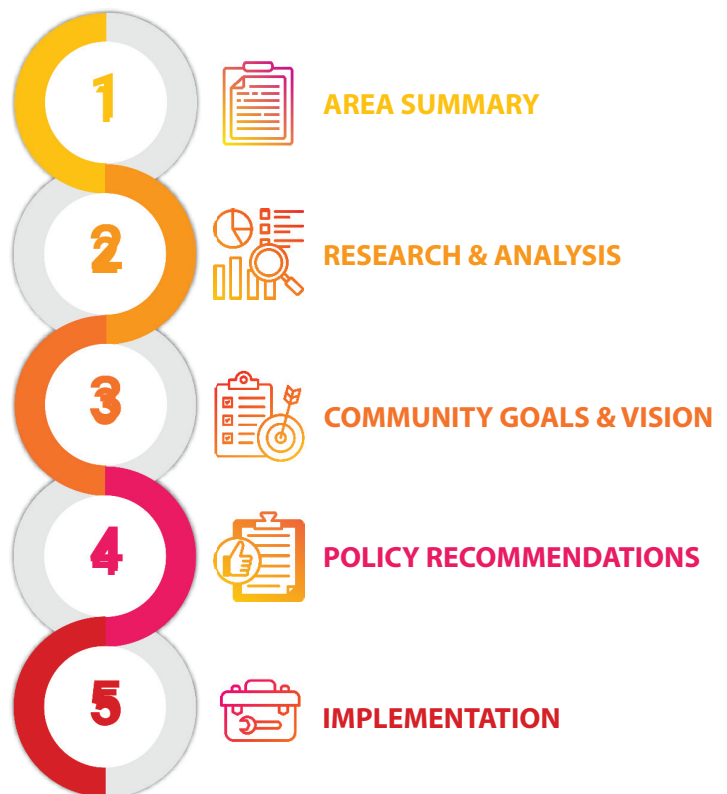 1
AREA SUMMARY
2
RESEARCH & ANALYSIS
3
COMMUNITY GOALS & VISION
4
POLICY RECOMMENDATIONS
5
IMPLEMENTATION